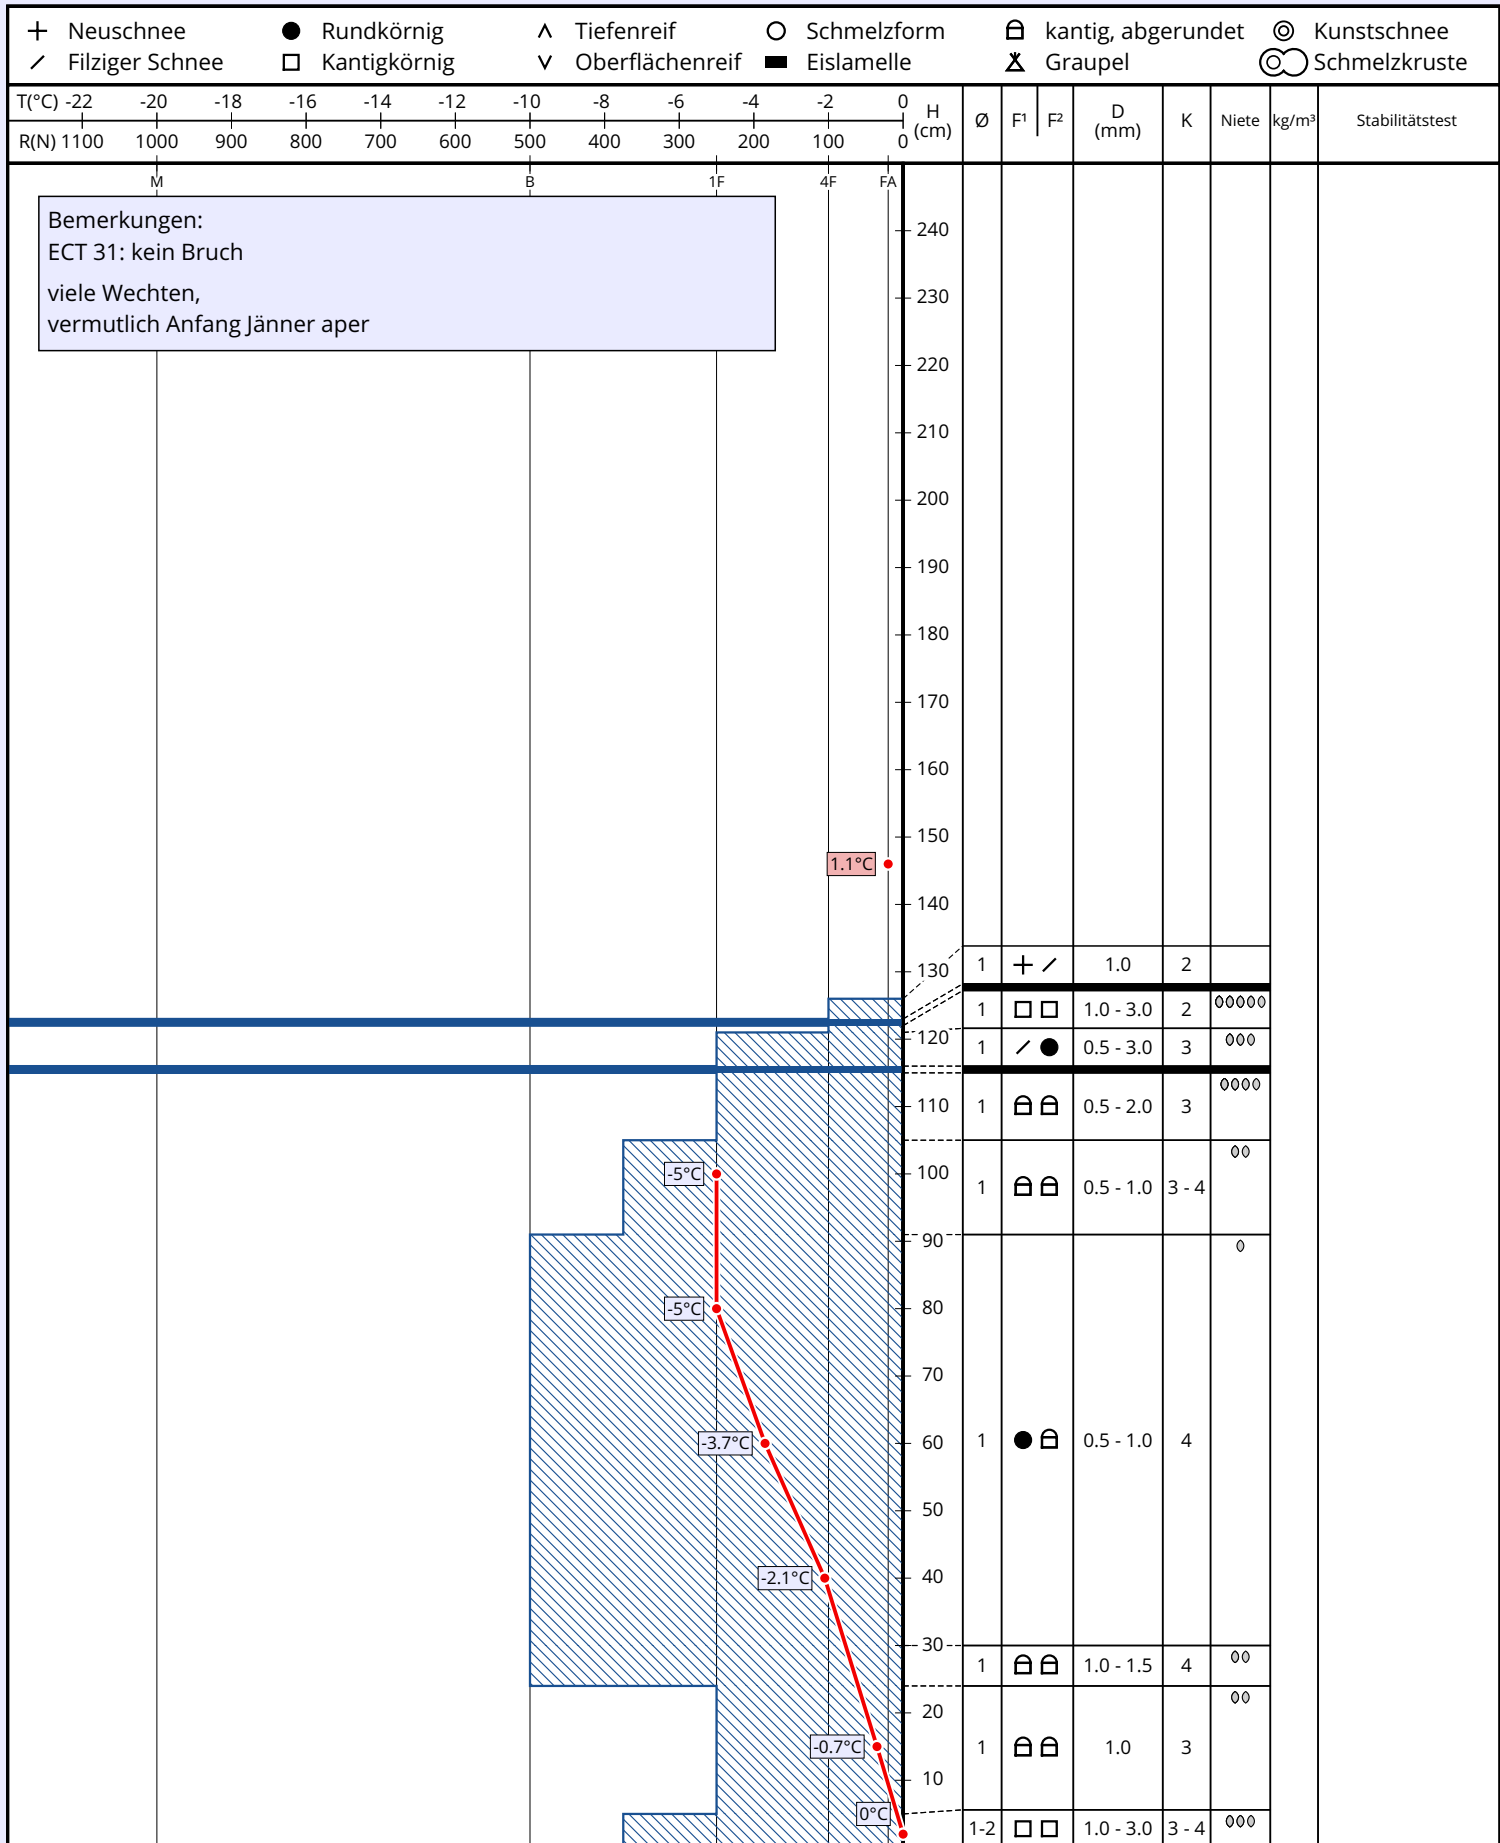 Neuschnee Rundkörnig Tiefenreif Schmelzform kantig, abgerundet Kunstschnee
Filziger Schnee Kantigkörnig Oberflächenreif Eislamelle Graupel Schmelzkruste
T(°C) -22 -20 -18 -16 -14 -12 -10 -8 -6 -4 -2 0
R(N) 1100 1000 900 800 700 600 500 400 300 200 100 0
H (cm) Ø F¹ F² D (mm) K Niete kg/m³ Stabilitätstest
M B 1F 4F FA
Bemerkungen:
ECT 31: kein Bruch
viele Wechten,
vermutlich Anfang Jänner aper
240
230
220
210
200
190
180
170
160
150
1.1°C
140
130 1 1.0 2
1 1.0 - 3.0 2
120
1 0.5 - 3.0 3
110 1 0.5 - 2.0 3
-5°C 100
1 0.5 - 1.0 3 - 4
90
-5°C 80
70
-3.7°C 60 1 0.5 - 1.0 4
50
-2.1°C 40
30
1 1.0 - 1.5 4
20
-0.7°C 1 1.0 3
10
0°C
1-2 1.0 - 3.0 3 - 4